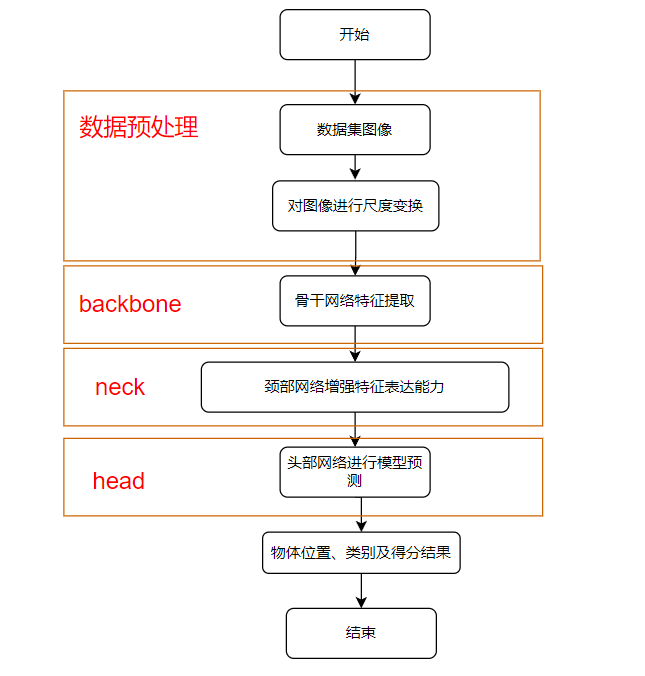 开始
数据预处理
数据集图像
对图像进行尺度变换
backbone
骨干网络特征提取
neck
颈部网络增强特征表达能力
head
头部网络进行模型预
测
物体位置、类别及得分结果
结束